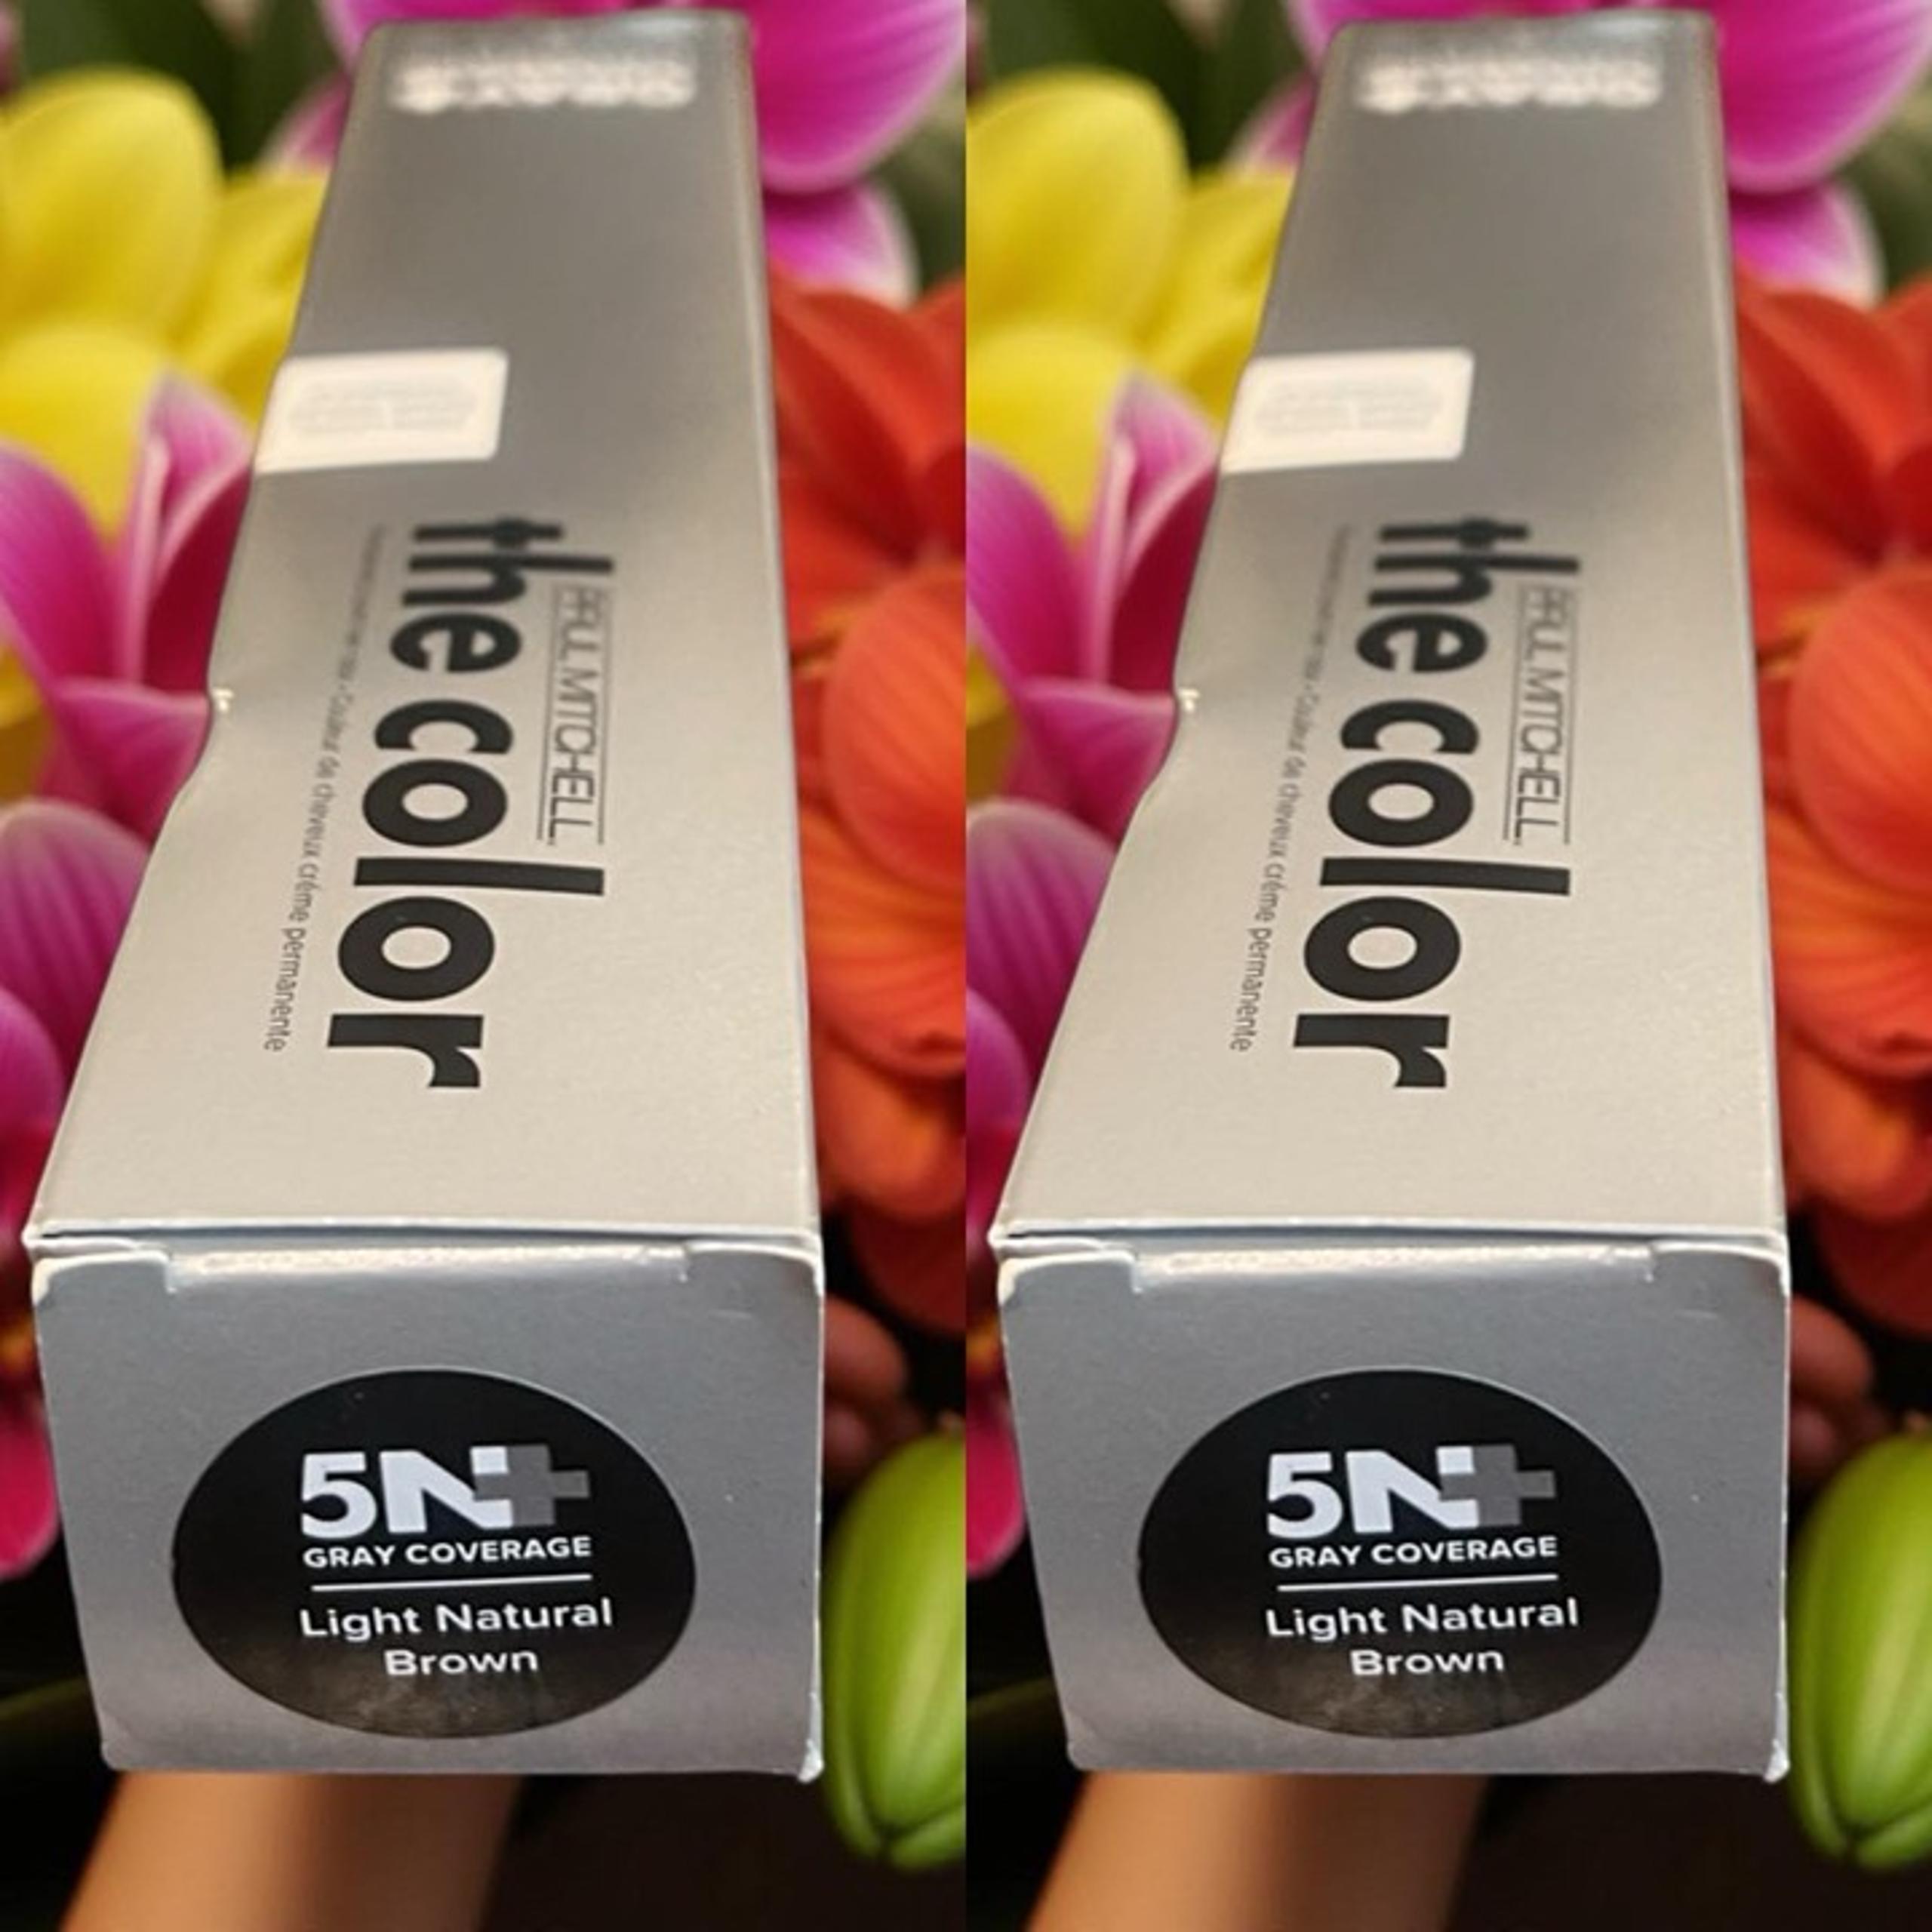 PAUL MITCHELL
the color
Couleur de cheveux crème permanente
5N+
GRAY COVERAGE
Light Natural
Brown
PAUL MITCHELL
the color
Couleur de cheveux crème permanente
5N+
GRAY COVERAGE
Light Natural
Brown